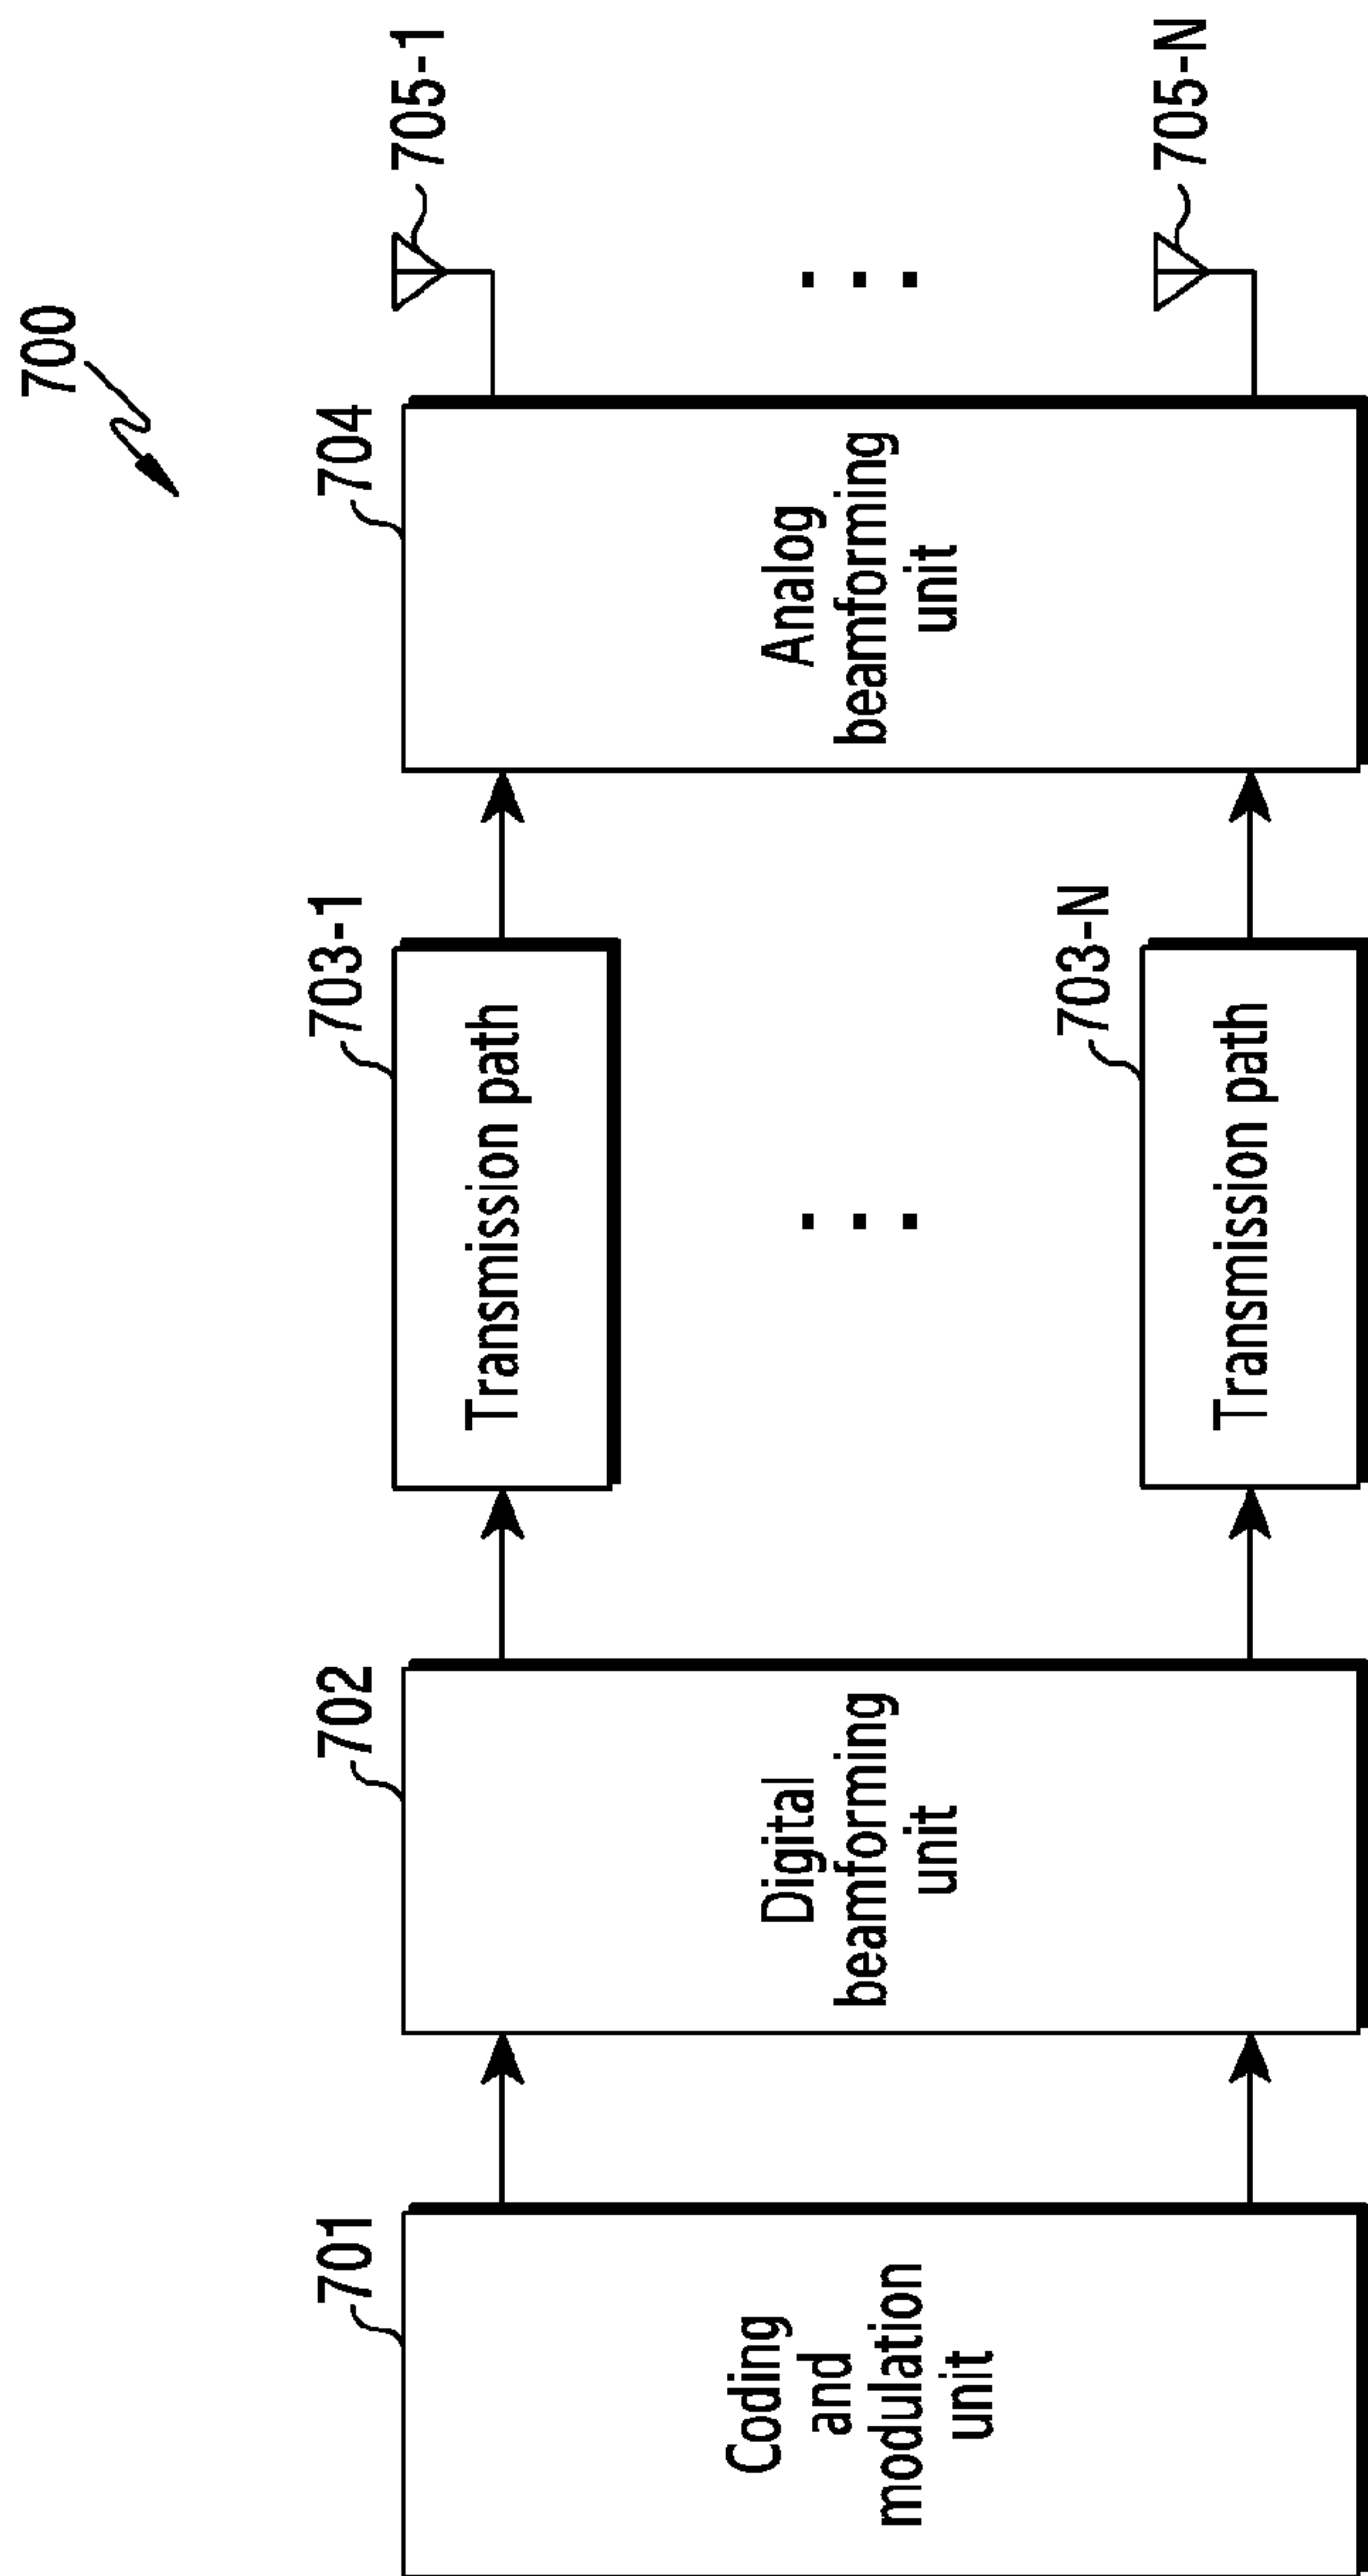 700
701
Coding
and
modulation
unit
702
Digital
beamforming
unit
703-1
Transmission path
703-N
Transmission path
704
Analog
beamforming
unit
705-1
705-N